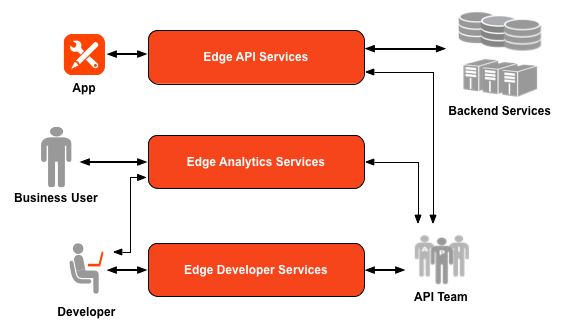 Edge API Services
App
Backend Services
Edge Analytics Services
Business User
Edge Developer Services
Developer
API Team